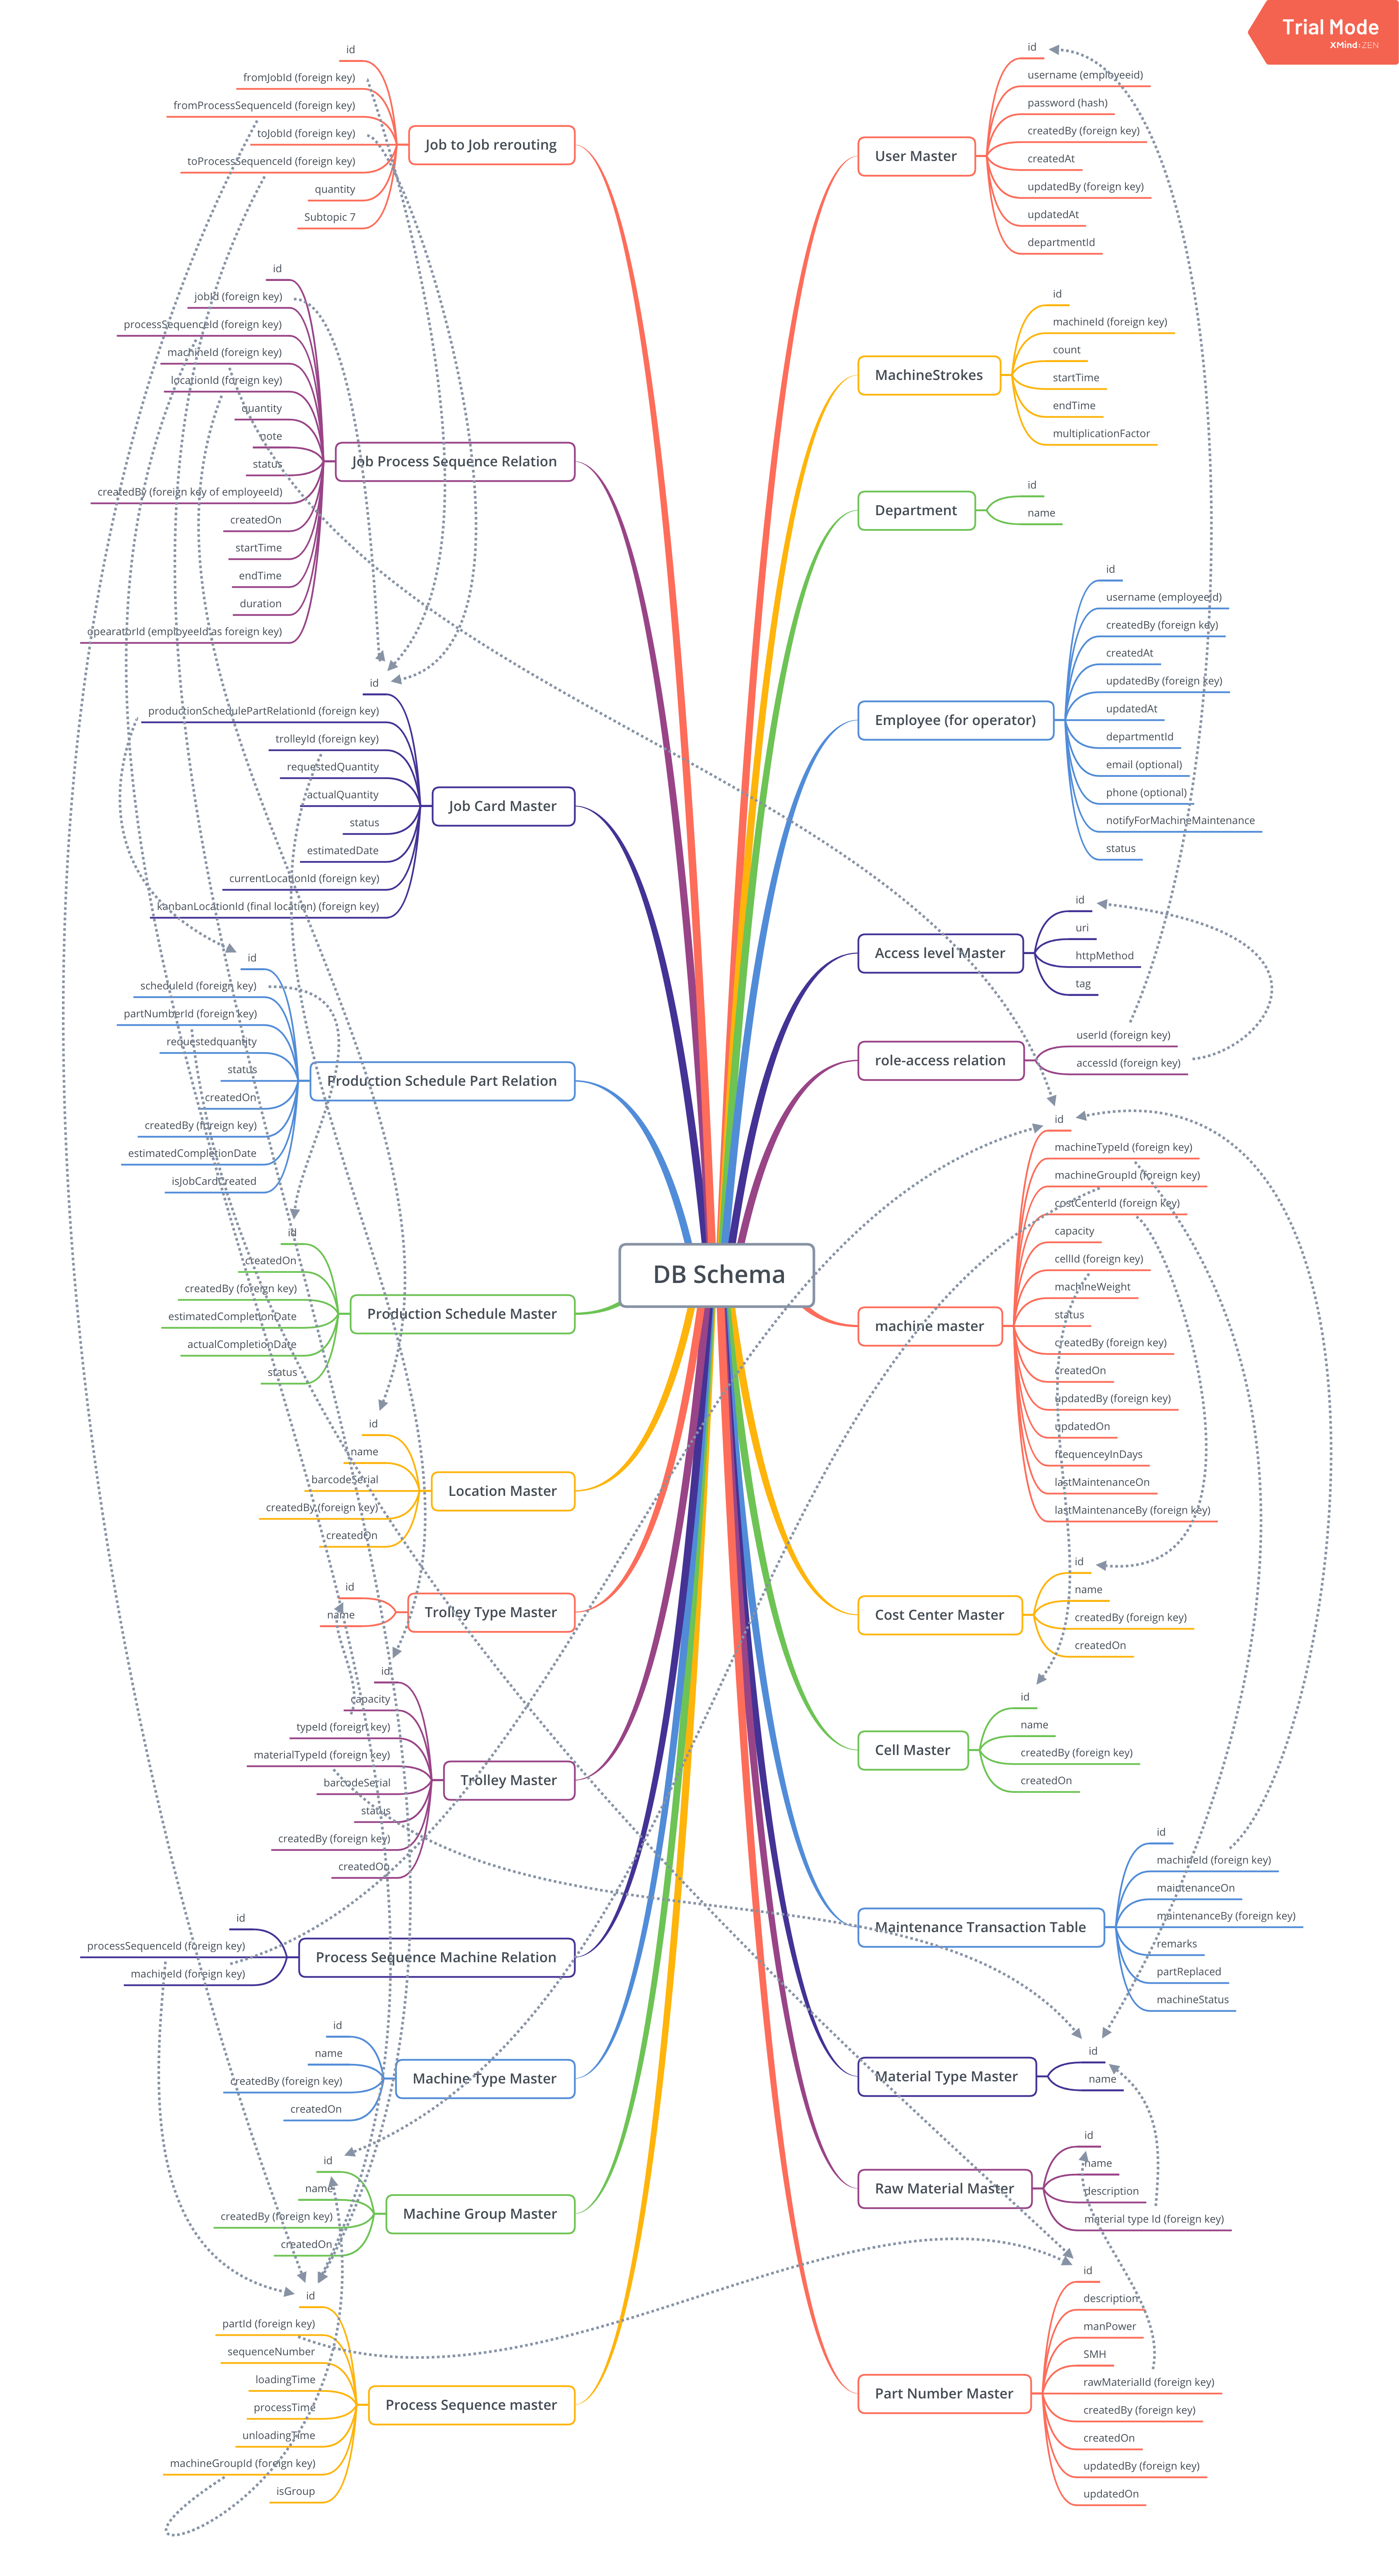 Trial Mode
XMind:ZEN
DB Schema
User Master
id
username (employeeid)
password (hash)
createdBy (foreign key)
createdAt
updatedBy (foreign key)
updatedAt
departmentId
MachineStrokes
id
machineId (foreign key)
count
startTime
endTime
multiplicationFactor
Department
id
name
Employee (for operator)
id
username (employeeId)
createdBy (foreign key)
createdAt
updatedBy (foreign key)
updatedAt
departmentId
email (optional)
phone (optional)
notifyForMachineMaintenance
status
Access level Master
id
uri
httpMethod
tag
role-access relation
userId (foreign key)
accessId (foreign key)
machine master
id
machineTypeId (foreign key)
machineGroupId (foreign key)
costCenterId (foreign key)
capacity
cellId (foreign key)
machineWeight
status
createdBy (foreign key)
createdOn
updatedBy (foreign key)
updatedOn
frequenceyInDays
lastMaintenanceOn
lastMaintenanceBy (foreign key)
Cost Center Master
id
name
createdBy (foreign key)
createdOn
Cell Master
id
name
createdBy (foreign key)
createdOn
Maintenance Transaction Table
id
machineId (foreign key)
maintenanceOn
maintenanceBy (foreign key)
remarks
partReplaced
machineStatus
Material Type Master
id
name
Raw Material Master
id
name
description
material type Id (foreign key)
Part Number Master
id
description
manPower
SMH
rawMaterialId (foreign key)
createdBy (foreign key)
createdOn
updatedBy (foreign key)
updatedOn
Job to Job rerouting
id
fromJobId (foreign key)
fromProcessSequenceId (foreign key)
toJobId (foreign key)
toProcessSequenceId (foreign key)
quantity
Subtopic 7
Job Process Sequence Relation
id
jobId (foreign key)
processSequenceId (foreign key)
machineId (foreign key)
locationId (foreign key)
quantity
note
status
createdBy (foreign key of employeeId)
createdOn
startTime
endTime
duration
opearatorId (employeeId as foreign key)
Job Card Master
id
productionSchedulePartRelationId (foreign key)
trolleyId (foreign key)
requestedQuantity
actualQuantity
status
estimatedDate
currentLocationId (foreign key)
kanbanLocationId (final location) (foreign key)
Production Schedule Part Relation
id
scheduleId (foreign key)
partNumberId (foreign key)
requestedquantity
status
createdOn
createdBy (foreign key)
estimatedCompletionDate
isJobCardCreated
Production Schedule Master
id
createdOn
createdBy (foreign key)
estimatedCompletionDate
actualCompletionDate
status
Location Master
id
name
barcodeSerial
createdBy (foreign key)
createdOn
Trolley Type Master
id
name
Trolley Master
id
capacity
typeId (foreign key)
materialTypeId (foreign key)
barcodeSerial
status
createdBy (foreign key)
createdOn
Process Sequence Machine Relation
id
processSequenceId (foreign key)
machineId (foreign key)
Machine Type Master
id
name
createdBy (foreign key)
createdOn
Machine Group Master
id
name
createdBy (foreign key)
createdOn
Process Sequence master
id
partId (foreign key)
sequenceNumber
loadingTime
processTime
unloadingTime
machineGroupId (foreign key)
isGroup